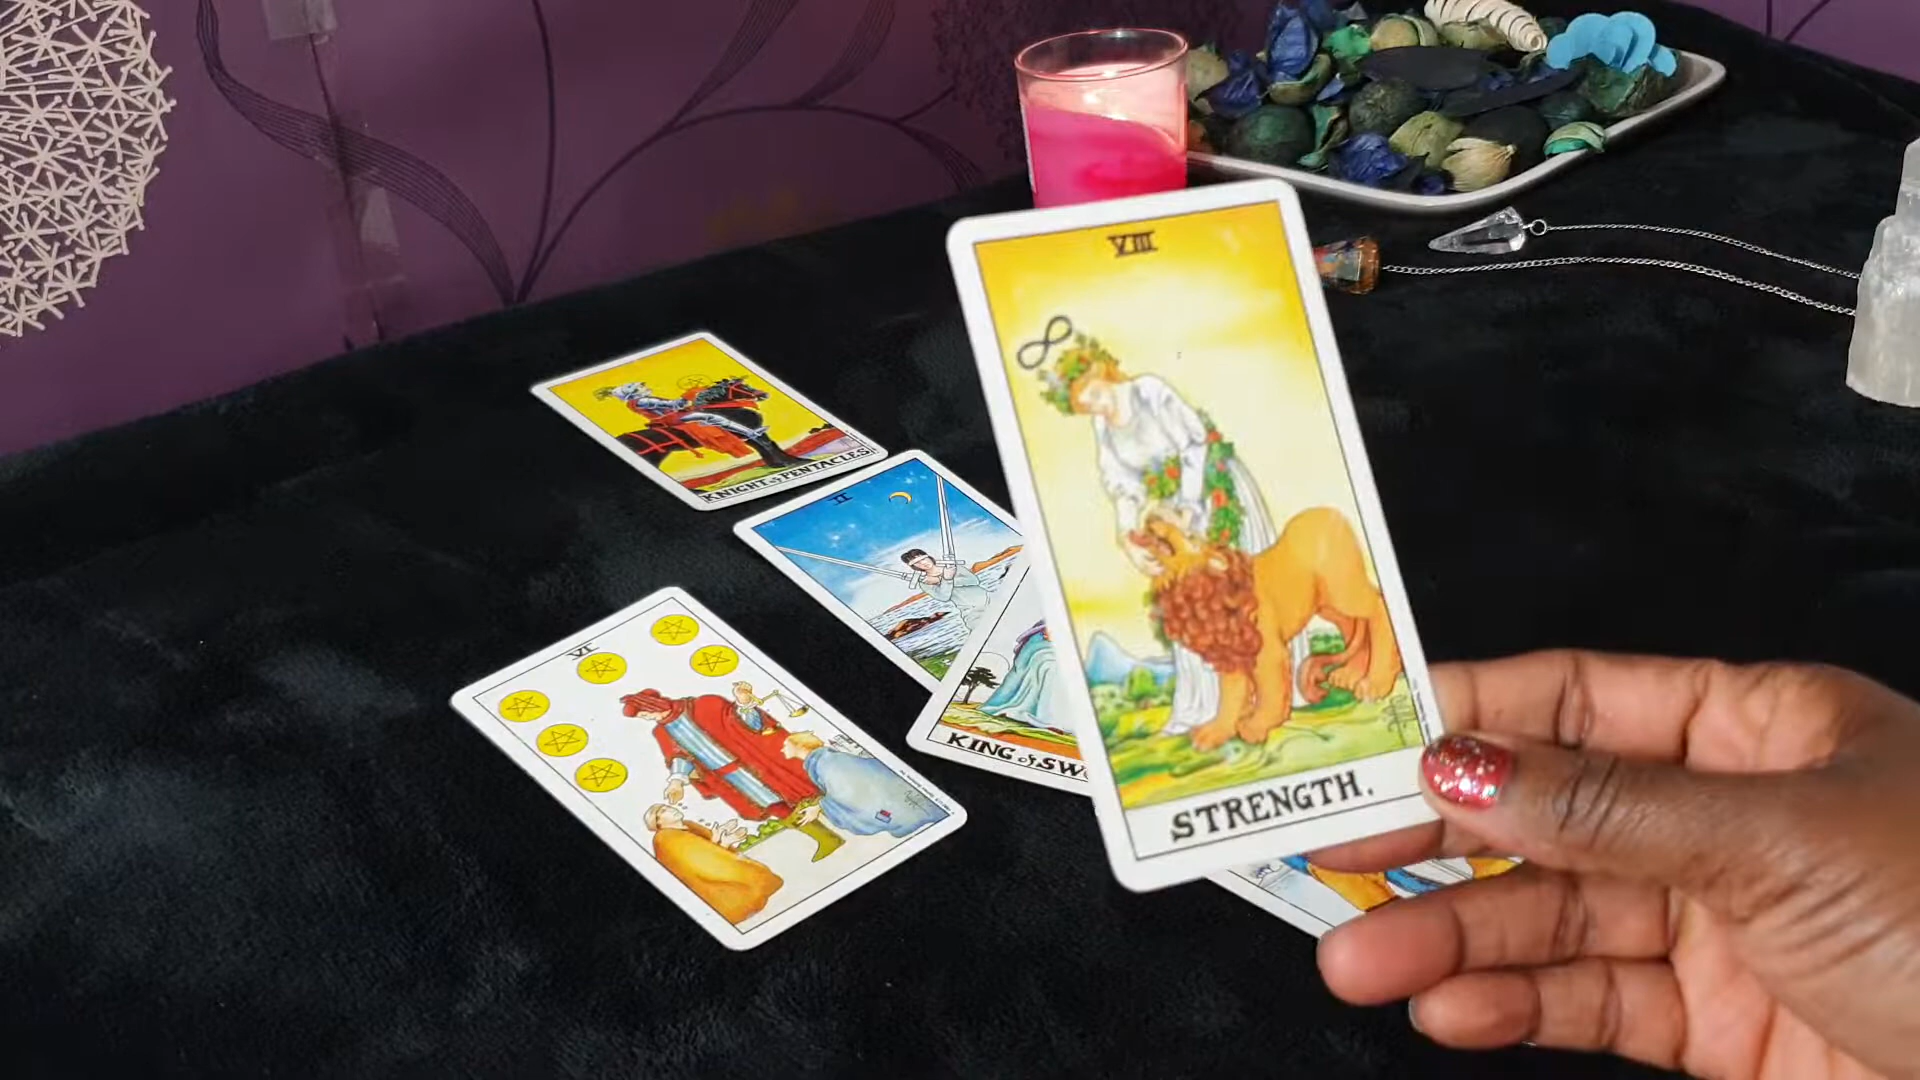 VIII
STRENGTH.
KNIGHT of PENTACLES
II
KING of SW
VI